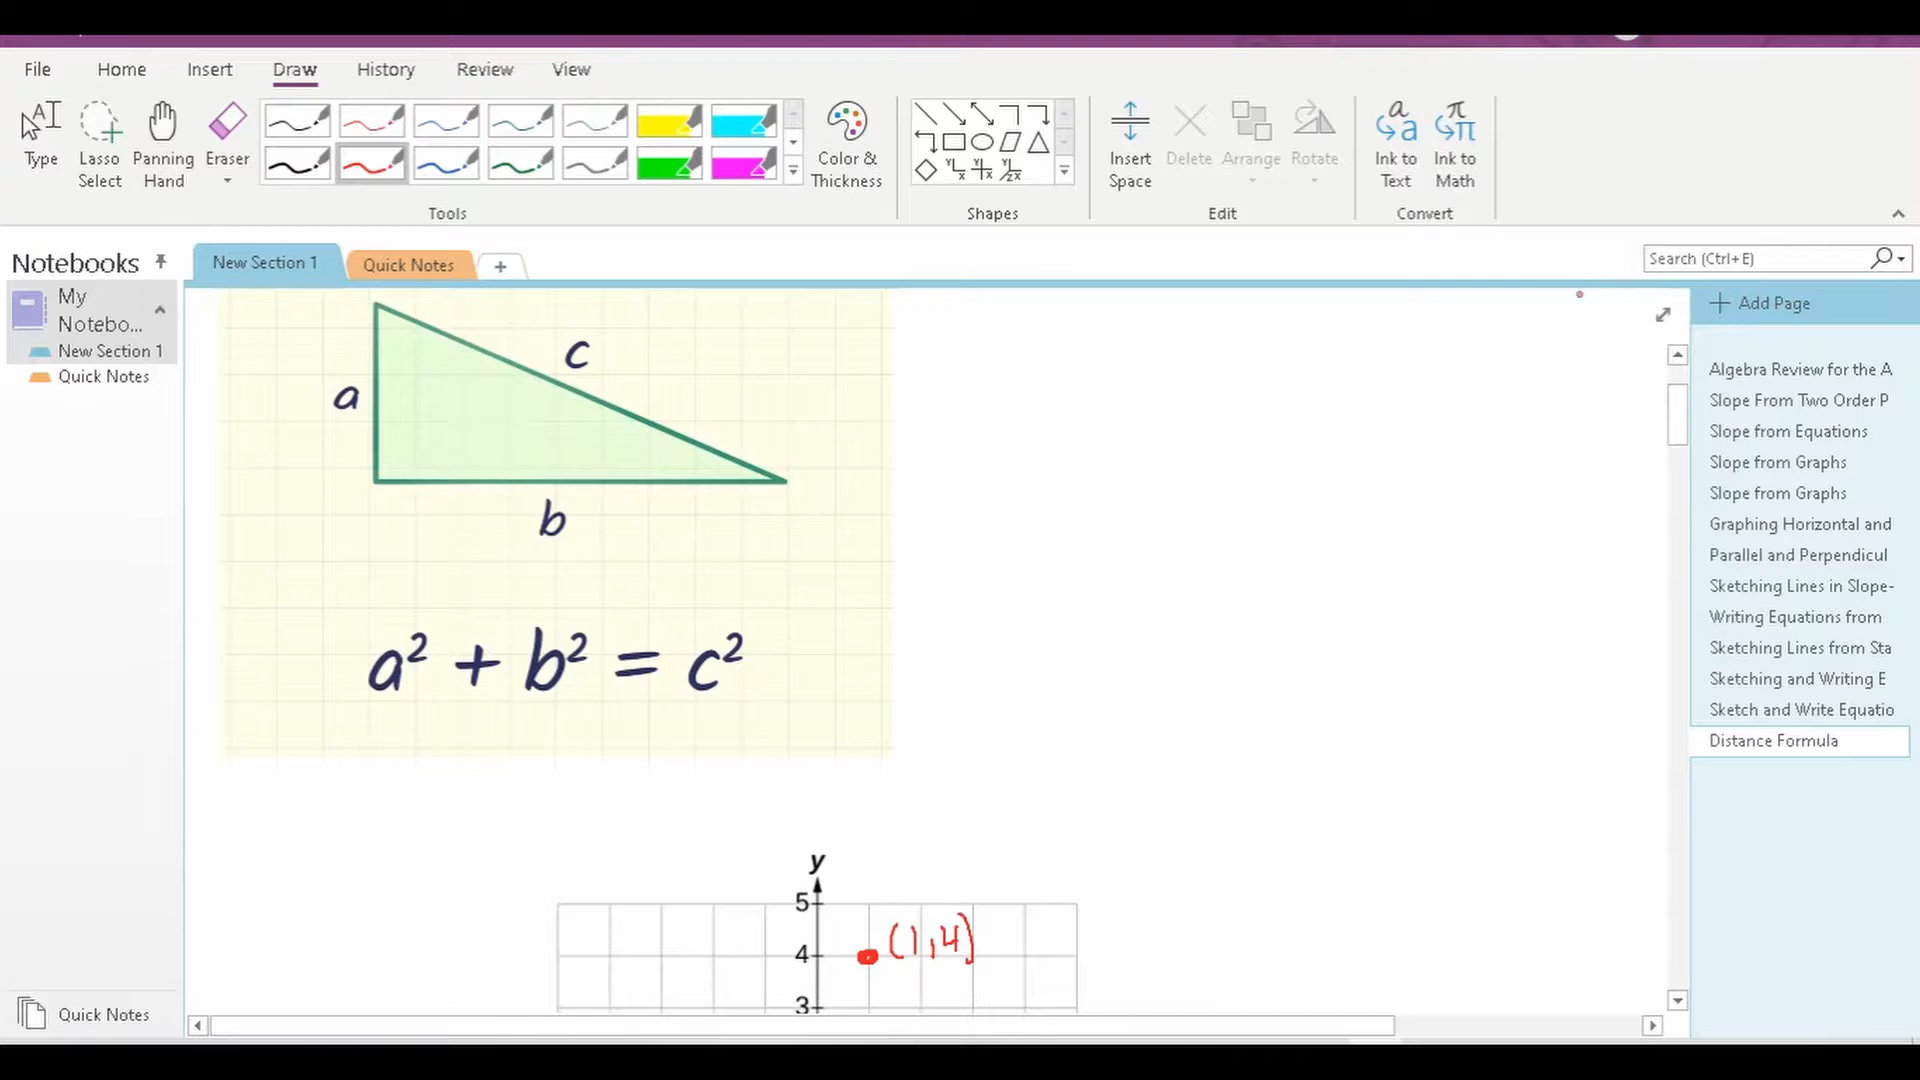 File Home Insert Draw History Review View
Type
Lasso Select
Panning Hand
Eraser
Color & Thickness
Insert Space
Delete
Arrange
Rotate
Ink to Text
Ink to Math
Tools
Shapes
Edit
Convert
Notebooks
New Section 1
Quick Notes
Search (Ctrl+E)
My Notebo...
New Section 1
Quick Notes
a
c
b
a² + b² = c²
y
5
4
3
(1,4)
Add Page
Algebra Review for the A
Slope From Two Order P
Slope from Equations
Slope from Graphs
Slope from Graphs
Graphing Horizontal and
Parallel and Perpendicul
Sketching Lines in Slope-
Writing Equations from
Sketching Lines from Sta
Sketching and Writing E
Sketch and Write Equatio
Distance Formula
Quick Notes